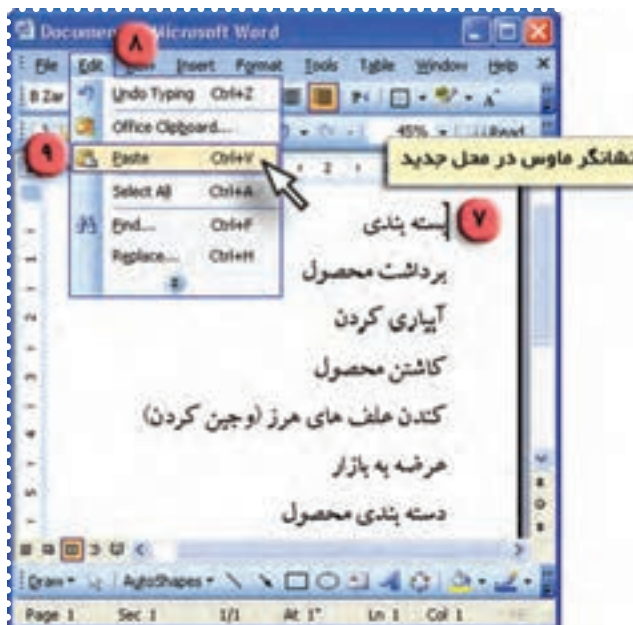 Document Microsoft Word
۸
File Edit View Insert Format Tools Table Window Help
B Zar
Undo Typing Ctrl+Z
Office Clipboard...
45% Read
۹
Paste Ctrl+V
نشانگر ماوس در محل جدید
Select All Ctrl+A
Find... Ctrl+F
Replace... Ctrl+H
۷
بسته بندی
برداشت محصول
آبیاری کردن
کاشتن محصول
کندن علف های هرز (وجین کردن)
عرضه به بازار
دسته بندی محصول
Draw AutoShapes
Page 1 Sec 1 1/1 At 1" Ln 1 Col 1